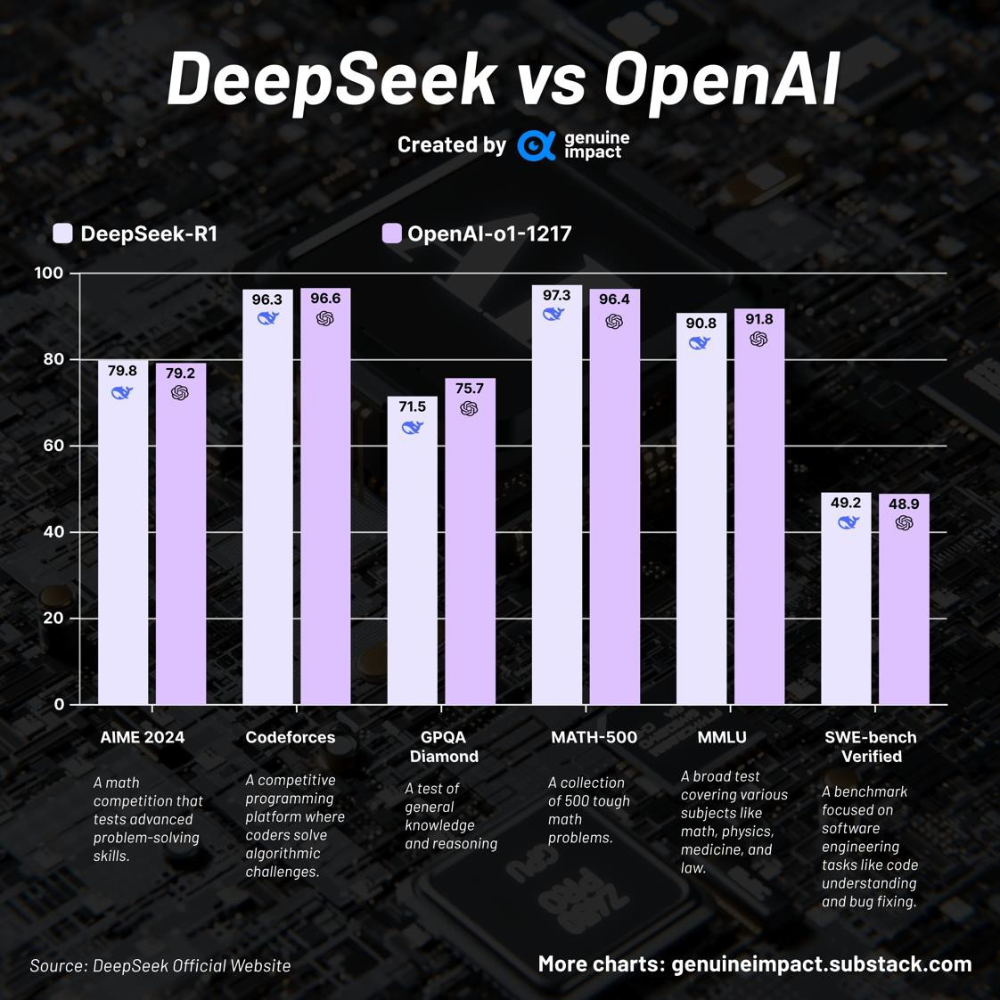 DeepSeek vs OpenAI
Created by genuine impact
DeepSeek-R1
OpenAI-o1-1217
100
80
60
40
20
0
79.8
79.2
96.3
96.6
71.5
75.7
97.3
96.4
90.8
91.8
49.2
48.9
AIME 2024
A math
competition that
tests advanced
problem-solving
skills.
Codeforces
A competitive
programming
platform where
coders solve
algorithmic
challenges.
GPQA
Diamond
A test of
general
knowledge
and reasoning
MATH-500
A collection
of 500 tough
math
problems.
MMLU
A broad test
covering various
subjects like
math, physics,
medicine, and
law.
SWE-bench
Verified
A benchmark
focused on
software
engineering
tasks like code
understanding
and bug fixing.
Source: DeepSeek Official Website
More charts: genuineimpact.substack.com